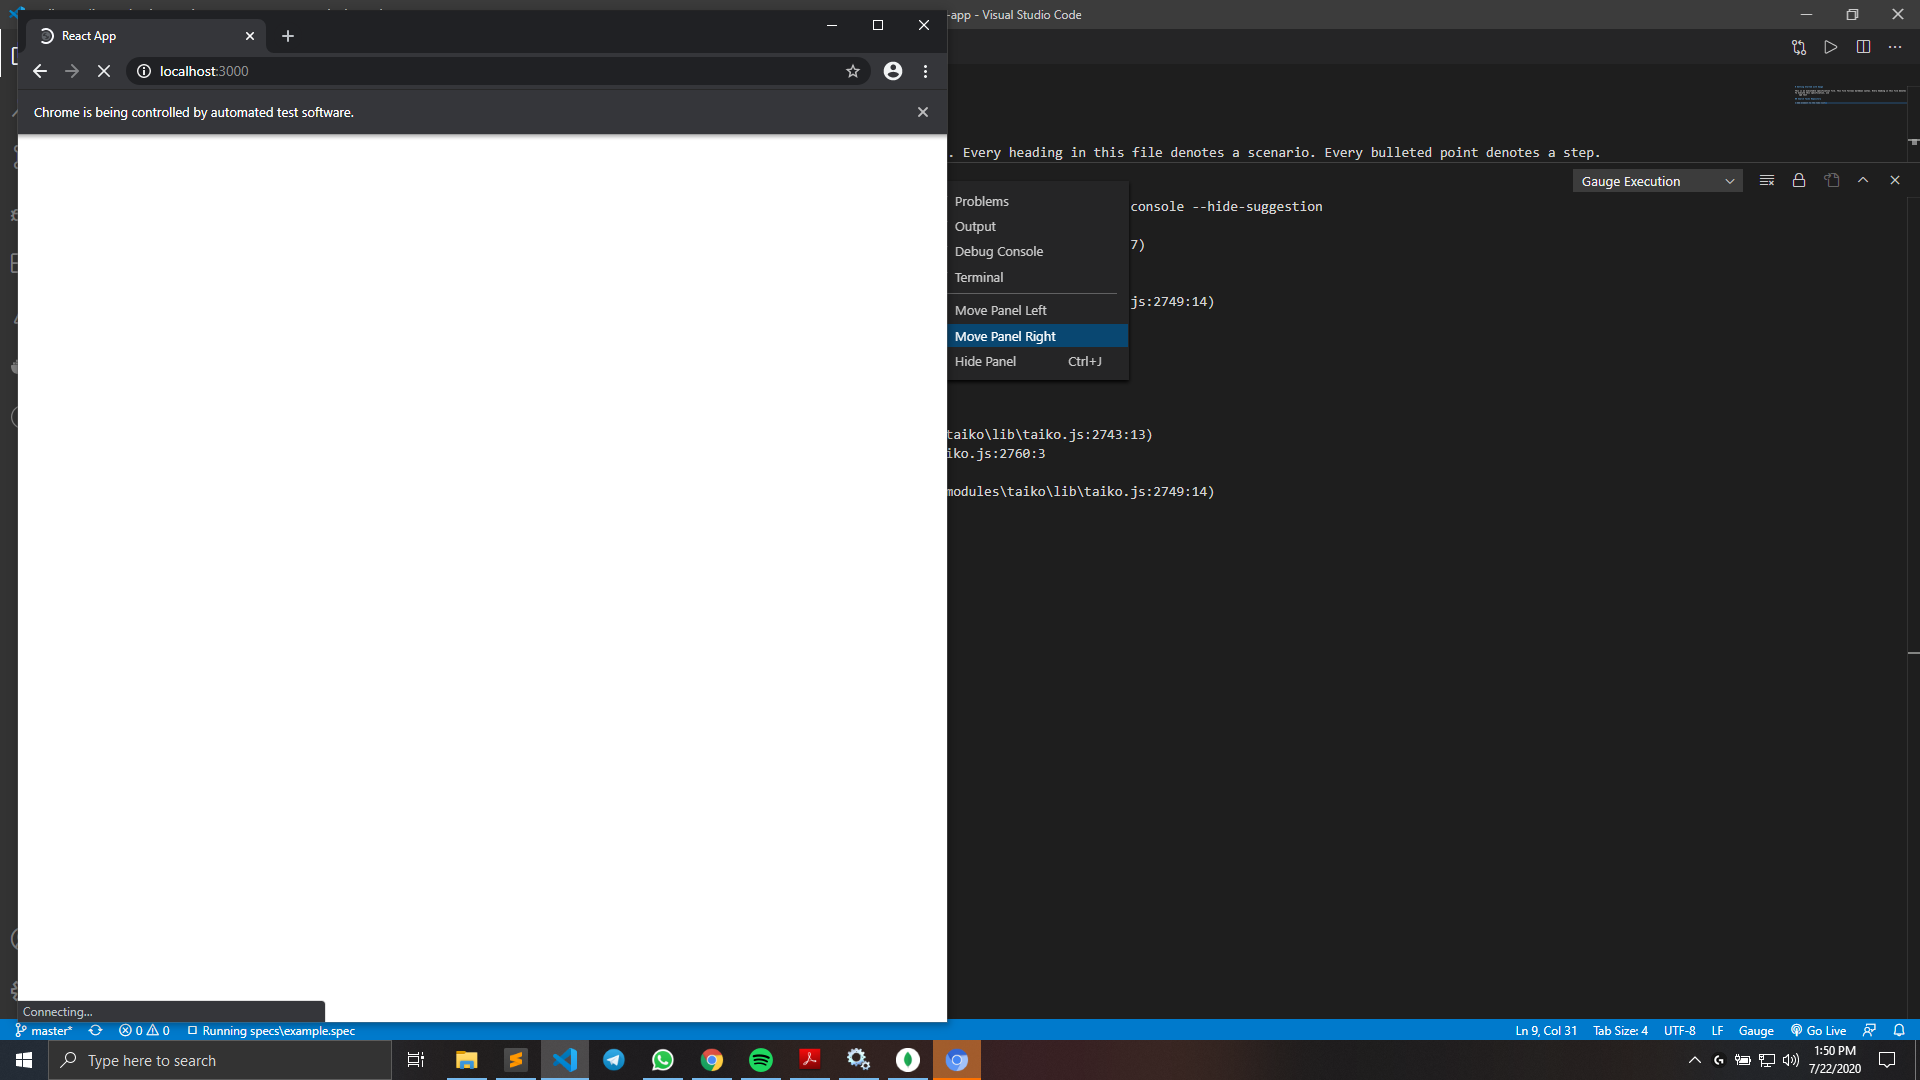 React App
-app - Visual Studio Code
localhost:3000
Chrome is being controlled by automated test software.
. Every heading in this file denotes a scenario. Every bulleted point denotes a step.
Gauge Execution
Problems
console --hide-suggestion
Output
7)
Debug Console
Terminal
js:2749:14)
Move Panel Left
Move Panel Right
Hide Panel Ctrl+J
taiko\lib\taiko.js:2743:13)
iko.js:2760:3
modules\taiko\lib\taiko.js:2749:14)
Connecting...
master* 0 0 Running specs\example.spec Ln 9, Col 31 Tab Size: 4 UTF-8 LF Gauge Go Live
Type here to search
1:50 PM
7/22/2020